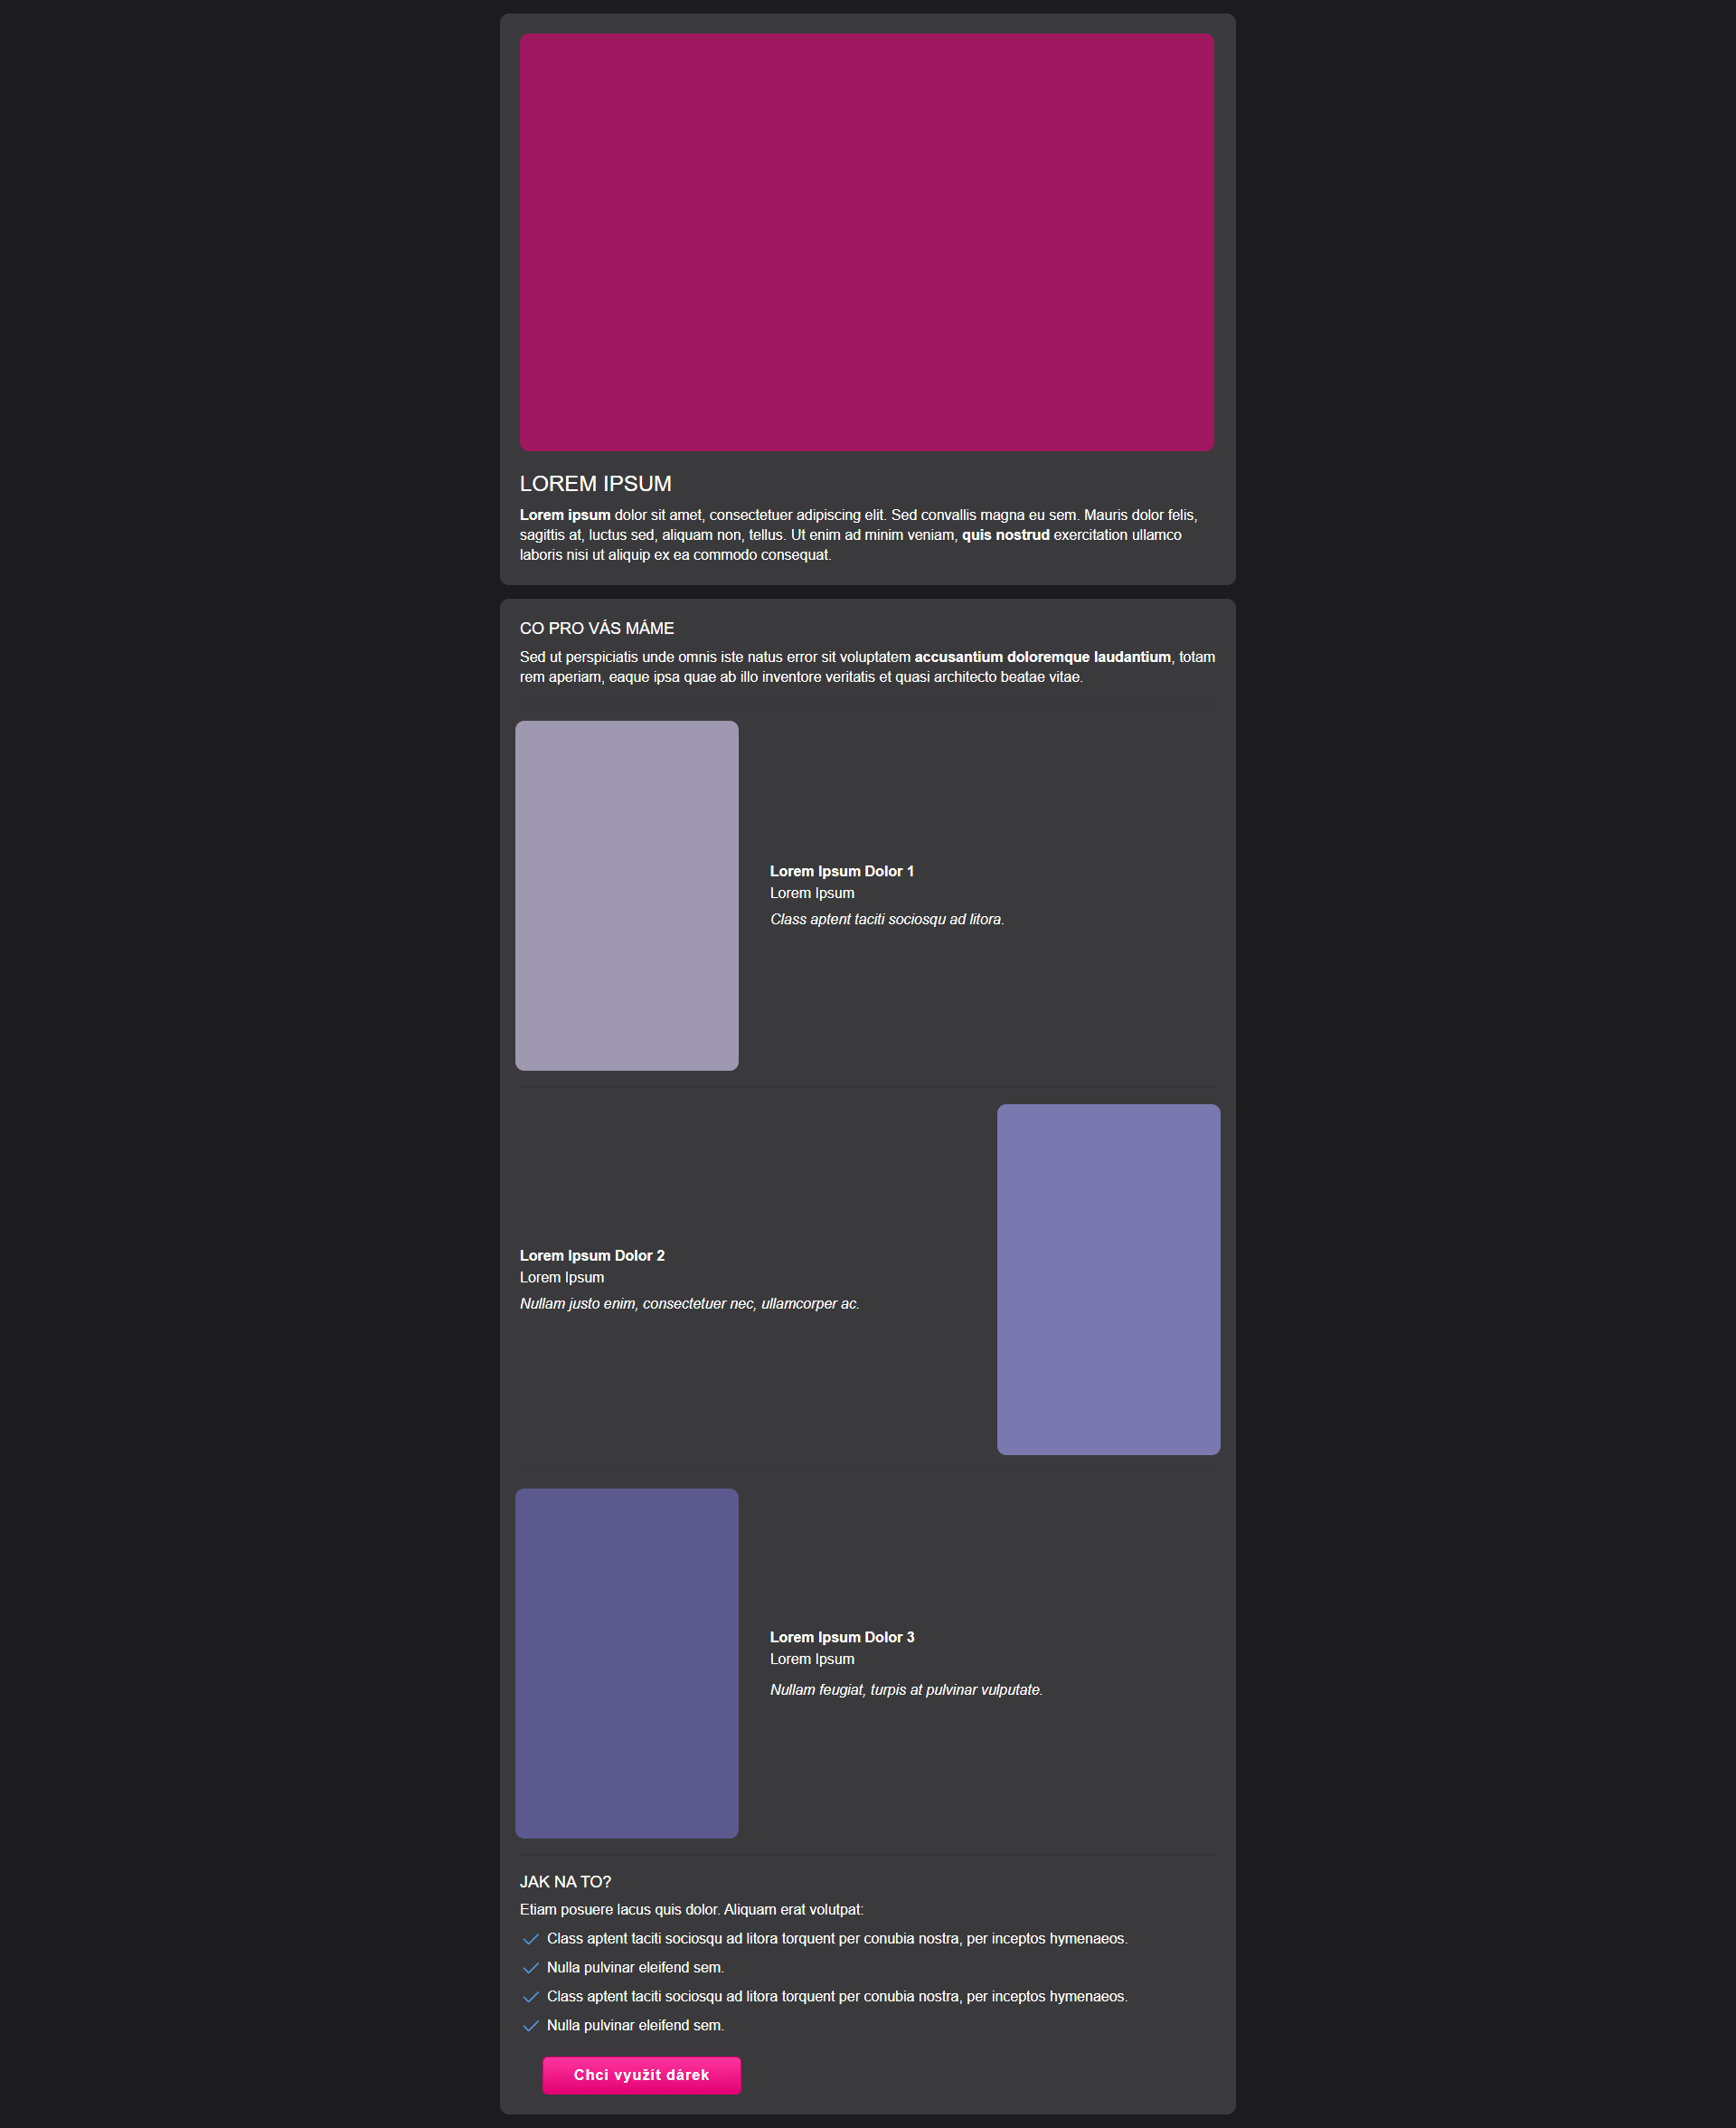 LOREM IPSUM
Lorem ipsum dolor sit amet, consectetuer adipiscing elit. Sed convallis magna eu sem. Mauris dolor felis,
sagittis at, luctus sed, aliquam non, tellus. Ut enim ad minim veniam, quis nostrud exercitation ullamco
laboris nisi ut aliquip ex ea commodo consequat.
CO PRO VÁS MÁME
Sed ut perspiciatis unde omnis iste natus error sit voluptatem accusantium doloremque laudantium, totam
rem aperiam, eaque ipsa quae ab illo inventore veritatis et quasi architecto beatae vitae.
Lorem Ipsum Dolor 1
Lorem Ipsum
Class aptent taciti sociosqu ad litora.
Lorem Ipsum Dolor 2
Lorem Ipsum
Nullam justo enim, consectetuer nec, ullamcorper ac.
Lorem Ipsum Dolor 3
Lorem Ipsum
Nullam feugiat, turpis at pulvinar vulputate.
JAK NA TO?
Etiam posuere lacus quis dolor. Aliquam erat volutpat:
Class aptent taciti sociosqu ad litora torquent per conubia nostra, per inceptos hymenaeos.
Nulla pulvinar eleifend sem.
Class aptent taciti sociosqu ad litora torquent per conubia nostra, per inceptos hymenaeos.
Nulla pulvinar eleifend sem.
Chci využít dárek